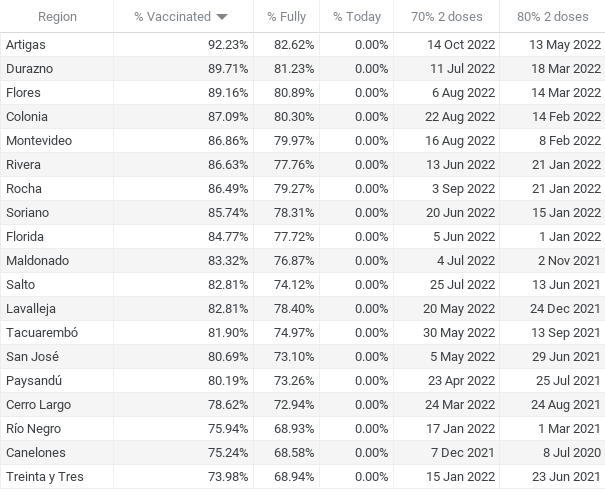 Region % Vaccinated % Fully % Today 70% 2 doses 80% 2 doses
Artigas 92.23% 82.62% 0.00% 14 Oct 2022 13 May 2022
Durazno 89.71% 81.23% 0.00% 11 Jul 2022 18 Mar 2022
Flores 89.16% 80.89% 0.00% 6 Aug 2022 14 Mar 2022
Colonia 87.09% 80.30% 0.00% 22 Aug 2022 14 Feb 2022
Montevideo 86.86% 79.97% 0.00% 16 Aug 2022 8 Feb 2022
Rivera 86.63% 77.76% 0.00% 13 Jun 2022 21 Jan 2022
Rocha 86.49% 79.27% 0.00% 3 Sep 2022 21 Jan 2022
Soriano 85.74% 78.31% 0.00% 20 Jun 2022 15 Jan 2022
Florida 84.77% 77.72% 0.00% 5 Jun 2022 1 Jan 2022
Maldonado 83.32% 76.87% 0.00% 4 Jul 2022 2 Nov 2021
Salto 82.81% 74.12% 0.00% 25 Jul 2022 13 Jun 2021
Lavalleja 82.81% 78.40% 0.00% 20 May 2022 24 Dec 2021
Tacuarembó 81.90% 74.97% 0.00% 30 May 2022 13 Sep 2021
San José 80.69% 73.10% 0.00% 5 May 2022 29 Jun 2021
Paysandú 80.19% 73.26% 0.00% 23 Apr 2022 25 Jul 2021
Cerro Largo 78.62% 72.94% 0.00% 24 Mar 2022 24 Aug 2021
Río Negro 75.94% 68.93% 0.00% 17 Jan 2022 1 Mar 2021
Canelones 75.24% 68.58% 0.00% 7 Dec 2021 8 Jul 2020
Treinta y Tres 73.98% 68.94% 0.00% 15 Jan 2022 23 Jun 2021